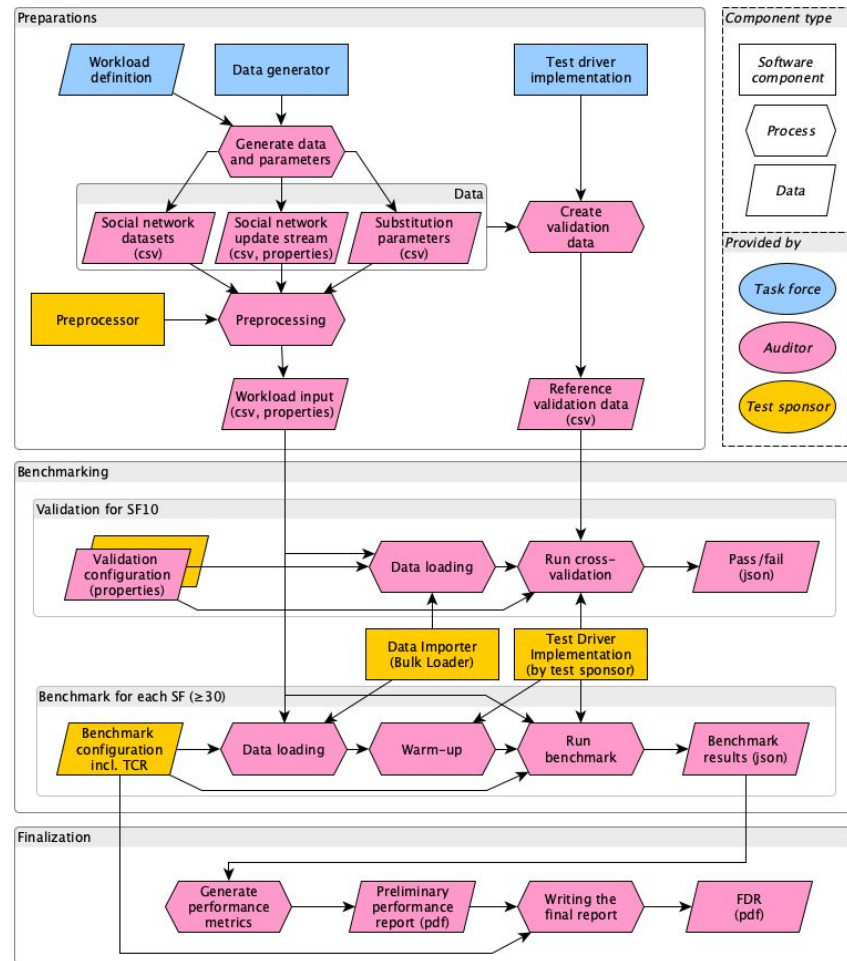 Preparations
Workload
definition
Data generator
Test driver
implementation
Generate data
and parameters
Data
Social network
datasets
(csv)
Social network
update stream
(csv, properties)
Substitution
parameters
(csv)
Create
validation
data
Preprocessor
Preprocessing
Workload input
(csv, properties)
Reference
validation data
(csv)
Component type
Software
component
Process
Data
Provided by
Task force
Auditor
Test sponsor
Benchmarking
Validation for SF10
Validation
configuration
(properties)
Data loading
Run cross-
validation
Pass/fail
(json)
Data Importer
(Bulk Loader)
Test Driver
Implementation
(by test sponsor)
Benchmark for each SF (≥30)
Benchmark
configuration
incl. TCR
Data loading
Warm-up
Run
benchmark
Benchmark
results (json)
Finalization
Generate
performance
metrics
Preliminary
performance
report (pdf)
Writing the
final report
FDR
(pdf)